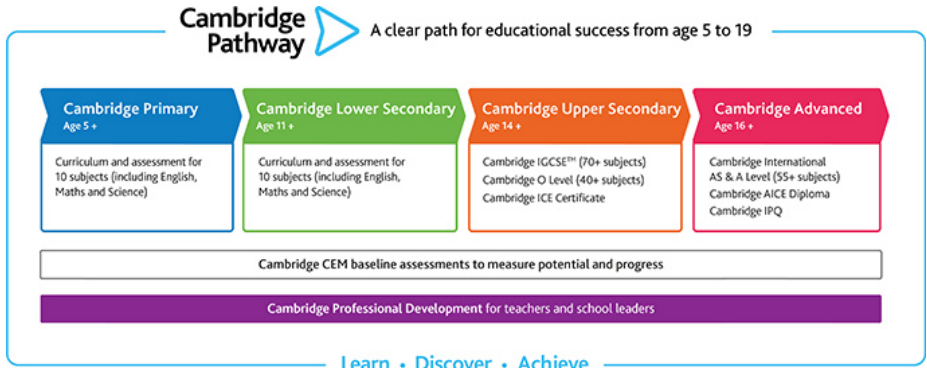 Cambridge
Pathway
A clear path for educational success from age 5 to 19
Cambridge Primary
Age 5 +
Curriculum and assessment for
10 subjects (including English,
Maths and Science)
Cambridge Lower Secondary
Age 11 +
Curriculum and assessment for
10 subjects (including English,
Maths and Science)
Cambridge Upper Secondary
Age 14 +
Cambridge IGCSE™ (70+ subjects)
Cambridge O Level (40+ subjects)
Cambridge ICE Certificate
Cambridge Advanced
Age 16 +
Cambridge International
AS & A Level (55+ subjects)
Cambridge AICE Diploma
Cambridge IPQ
Cambridge CEM baseline assessments to measure potential and progress
Cambridge Professional Development for teachers and school leaders
Learn • Discover • Achieve